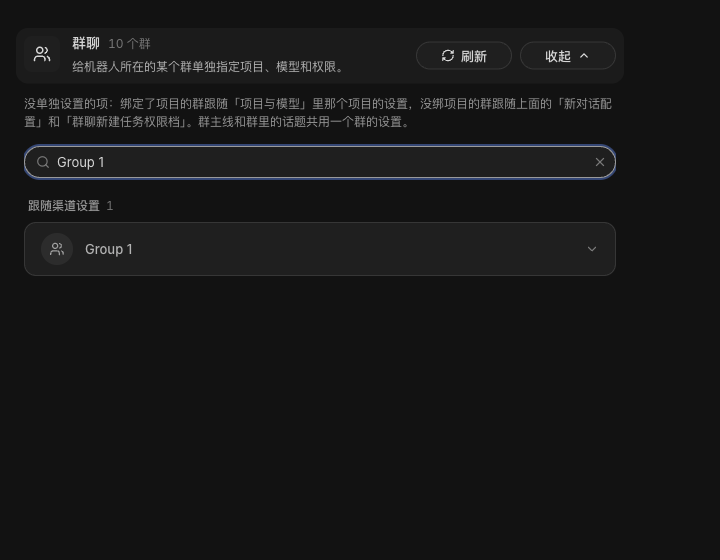 群聊 10 个群
给机器人所在的某个群单独指定项目、模型和权限。
刷新
收起
没单独设置的项：绑定了项目的群跟随「项目与模型」里那个项目的设置，没绑项目的群跟随上面的「新对话配
置」和「群聊新建任务权限档」。群主线和群里的话题共用一个群的设置。
Group 1
跟随渠道设置 1
Group 1